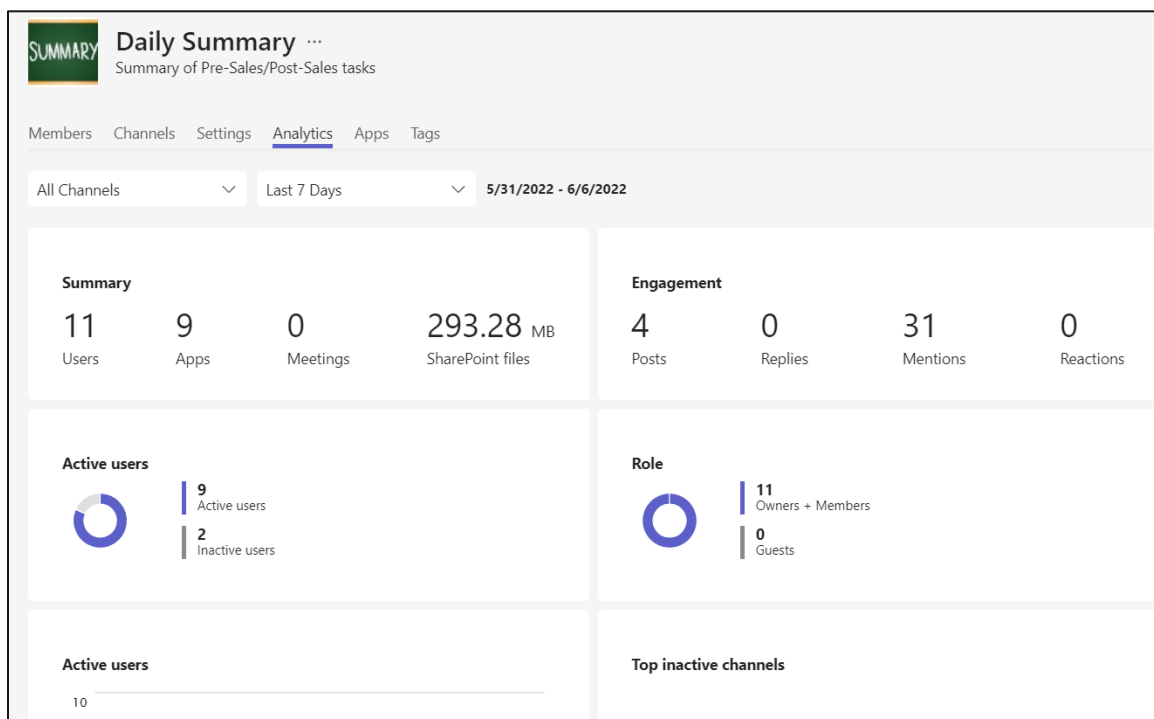 SUMMARY
Daily Summary ...
Summary of Pre-Sales/Post-Sales tasks
Members Channels Settings Analytics Apps Tags
All Channels Last 7 Days 5/31/2022 - 6/6/2022
Summary
11 9 0 293.28 MB
Users Apps Meetings SharePoint files
Engagement
4 0 31 0
Posts Replies Mentions Reactions
Active users
9
Active users
2
Inactive users
Role
11
Owners + Members
0
Guests
Active users
10
Top inactive channels